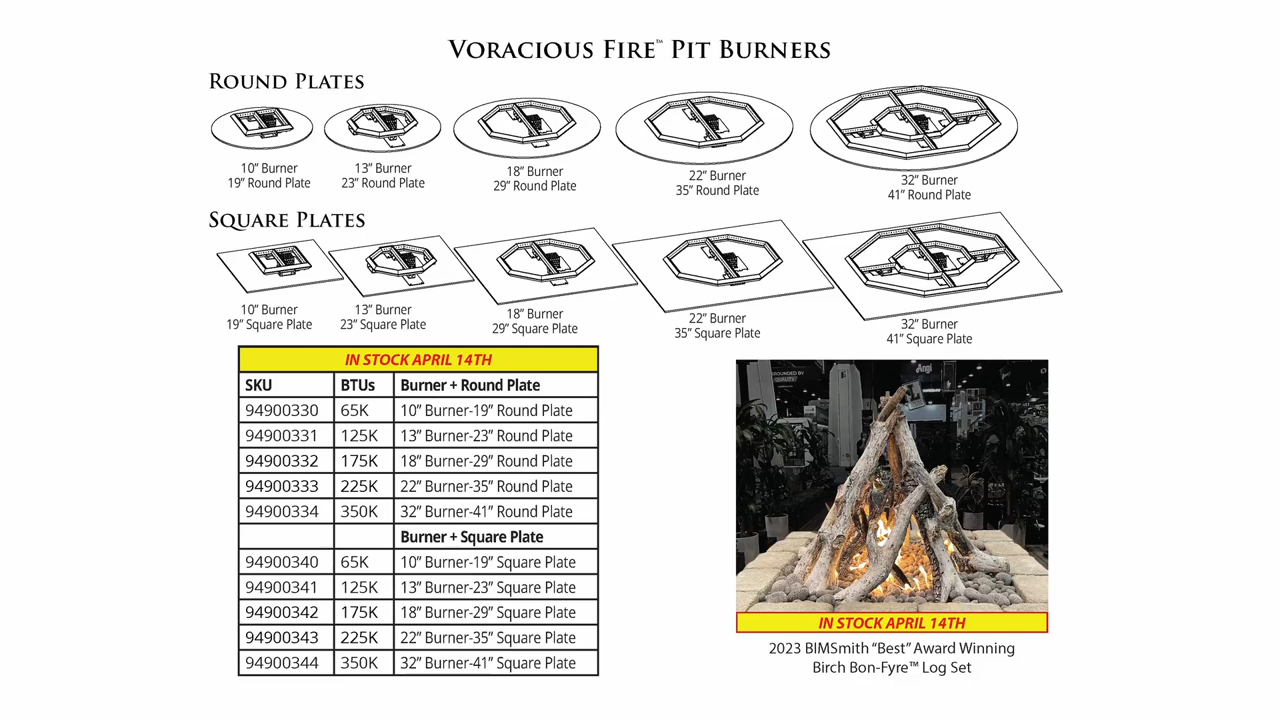 VORACIOUS FIRE™ PIT BURNERS
ROUND PLATES
10” Burner
19” Round Plate
13” Burner
23” Round Plate
18” Burner
29” Round Plate
22” Burner
35” Round Plate
32” Burner
41” Round Plate
SQUARE PLATES
10” Burner
19” Square Plate
13” Burner
23” Square Plate
18” Burner
29” Square Plate
22” Burner
35” Square Plate
32” Burner
41” Square Plate
IN STOCK APRIL 14TH
SKU BTUs Burner + Round Plate
94900330 65K 10” Burner-19” Round Plate
94900331 125K 13” Burner-23” Round Plate
94900332 175K 18” Burner-29” Round Plate
94900333 225K 22” Burner-35” Round Plate
94900334 350K 32” Burner-41” Round Plate
Burner + Square Plate
94900340 65K 10” Burner-19” Square Plate
94900341 125K 13” Burner-23” Square Plate
94900342 175K 18” Burner-29” Square Plate
94900343 225K 22” Burner-35” Square Plate
94900344 350K 32” Burner-41” Square Plate
Angi
IN STOCK APRIL 14TH
2023 BIMSmith “Best” Award Winning
Birch Bon-Fyre™ Log Set